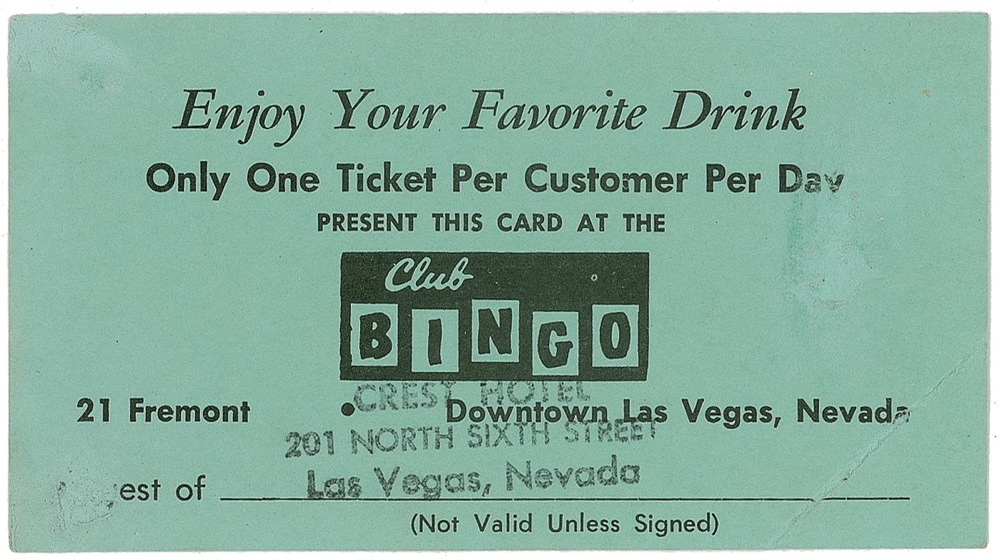 Enjoy Your Favorite Drink
Only One Ticket Per Customer Per Day
PRESENT THIS CARD AT THE
Club
BINGO
CREST HOTEL
21 Fremont • Downtown Las Vegas, Nevada
201 NORTH SIXTH STREET
Las Vegas, Nevada
est of
(Not Valid Unless Signed)